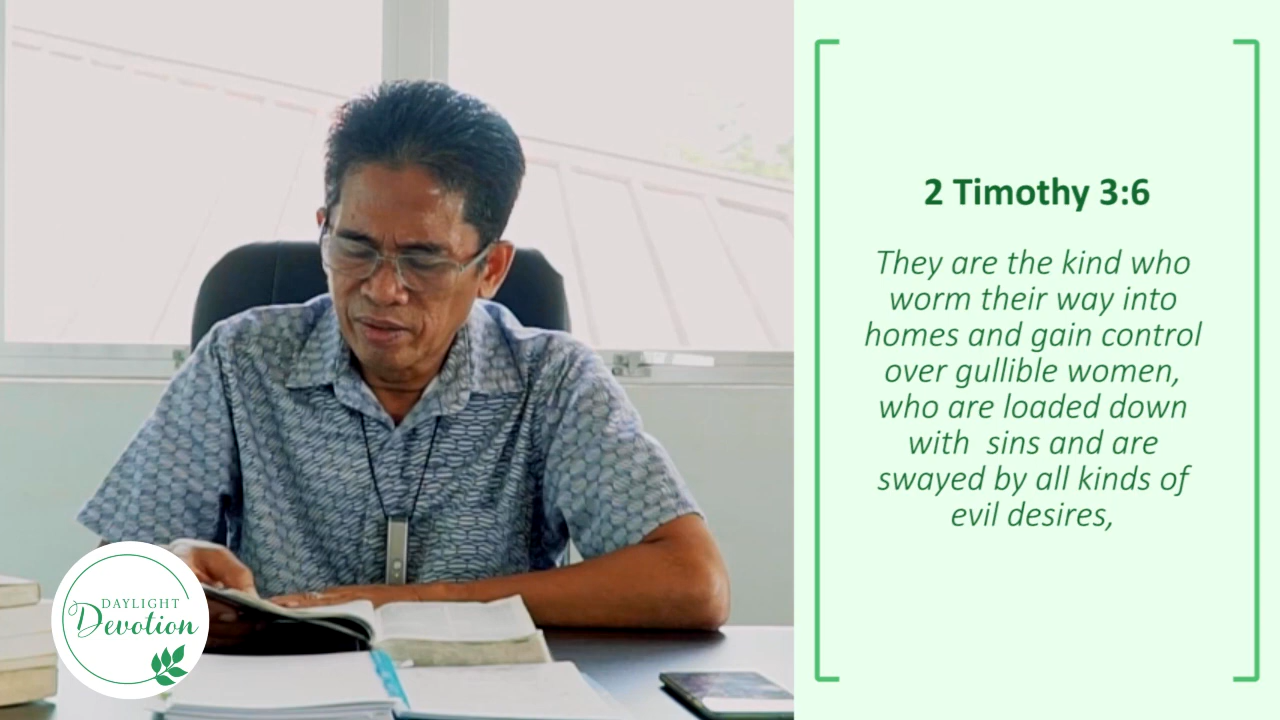 2 Timothy 3:6
They are the kind who
worm their way into
homes and gain control
over gullible women,
who are loaded down
with  sins and are
swayed by all kinds of
evil desires,
DAYLIGHT
Devotion